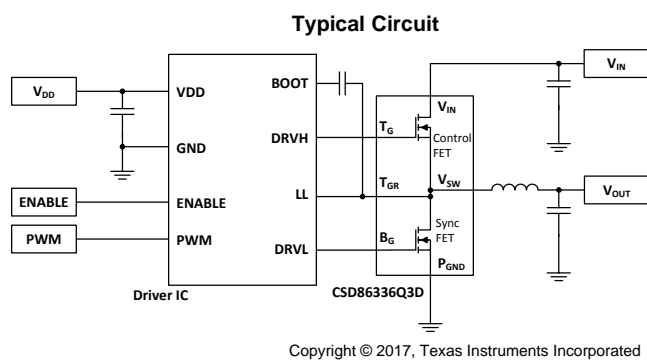 Typical Circuit
VDD
VDD
GND
ENABLE
ENABLE
PWM
PWM
BOOT
DRVH
LL
DRVL
Driver IC
VIN
TG
Control
FET
TGR
VSW
Sync
FET
BG
PGND
CSD86336Q3D
VIN
VOUT
Copyright © 2017, Texas Instruments Incorporated